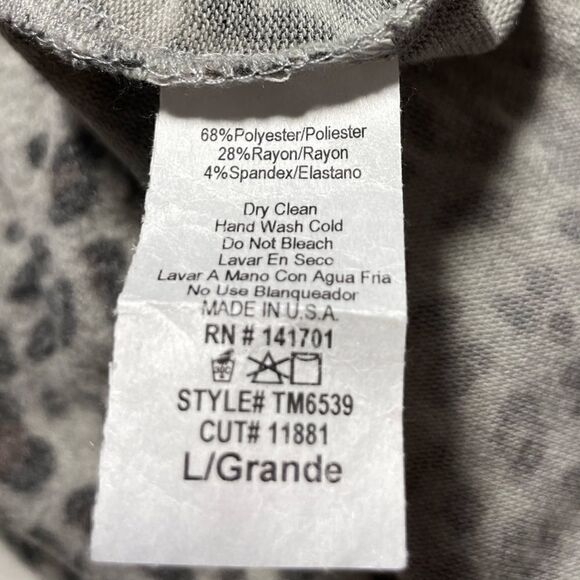 68%Polyester/Poliester
28%Rayon/Rayon
4%Spandex/Elastano
Dry Clean
Hand Wash Cold
Do Not Bleach
Lavar En Seco
Lavar A Mano Con Agua Fria
No Use Blanqueador
MADE IN U.S.A.
RN # 141701
STYLE# TM6539
CUT# 11881
L/Grande